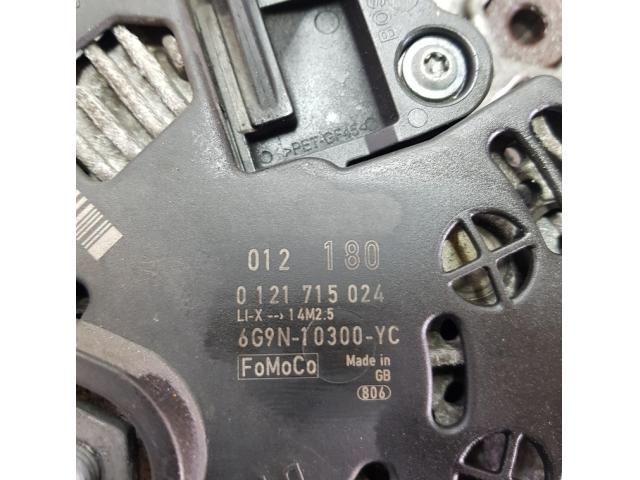 BOS
>PET-GF45<
012 180
0 121 715 024
LI-X --> 14M2.5
6G9N-10300-YC
FoMoCo Made in
GB
806